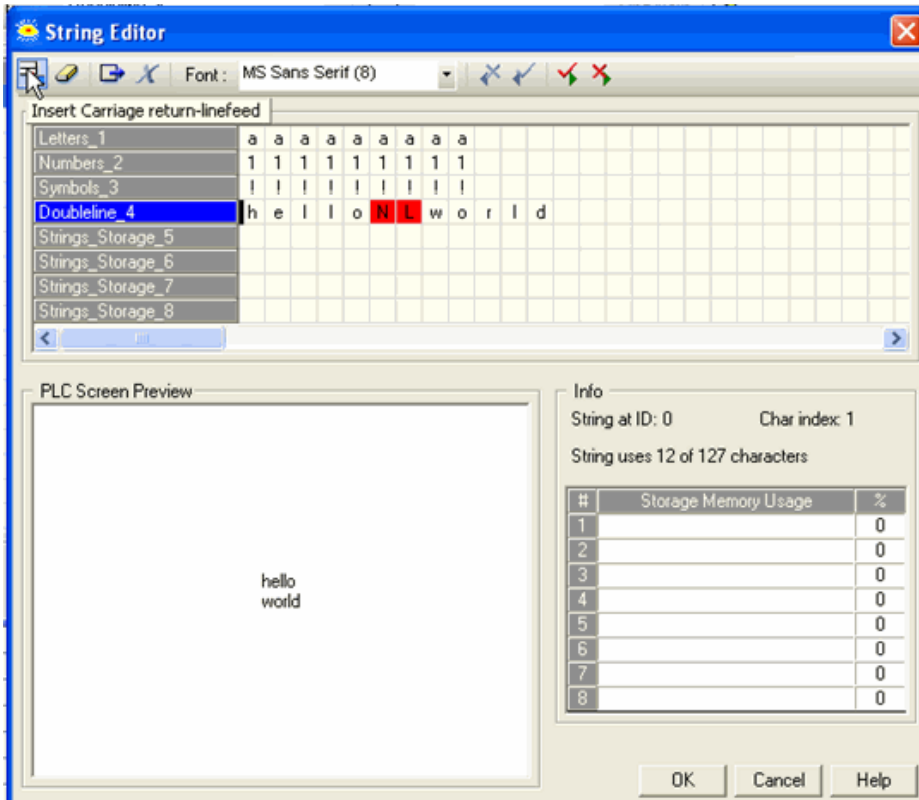 String Editor
Font: MS Sans Serif (8)
Insert Carriage return-linefeed
Letters_1 a a a a a a a a a
Numbers_2 1 1 1 1 1 1 1 1 1
Symbols_3 ! ! ! ! ! ! ! ! !
Doubleline_4 h e l l o N L w o r l d
Strings_Storage_5
Strings_Storage_6
Strings_Storage_7
Strings_Storage_8
PLC Screen Preview
hello
world
Info
String at ID: 0 Char index: 1
String uses 12 of 127 characters
# Storage Memory Usage %
1 0
2 0
3 0
4 0
5 0
6 0
7 0
8 0
OK Cancel Help